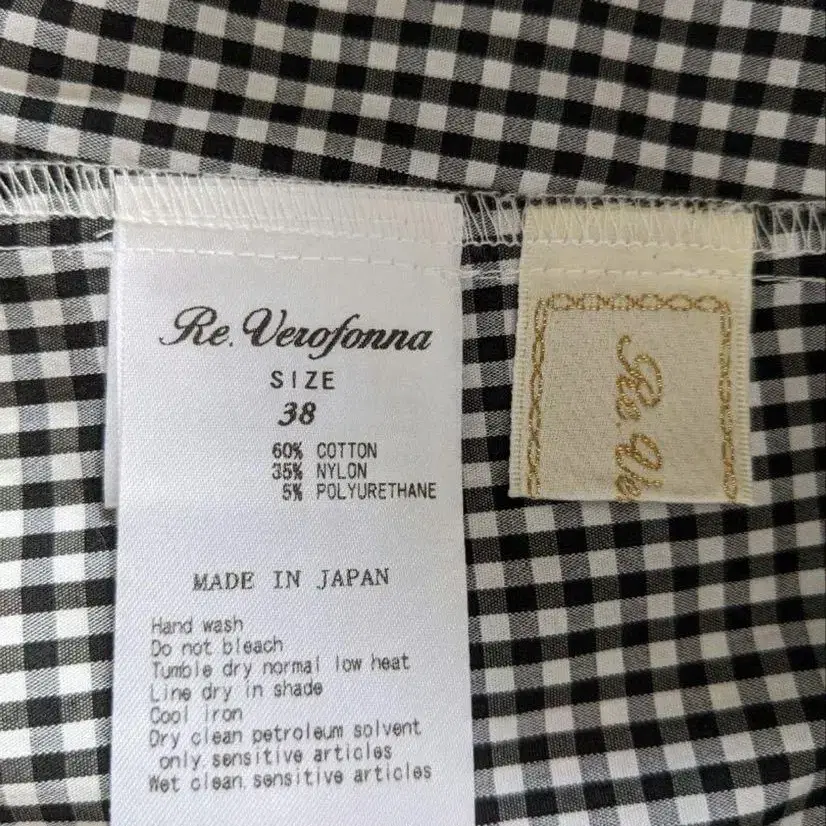 Re. Verofonna
SIZE
38
60% COTTON
35% NYLON
5% POLYURETHANE
MADE IN JAPAN
Hand wash
Do not bleach
Tumble dry normal low heat
Line dry in shade
Cool iron
Dry clean petroleum solvent
only.sensitive articles
Wet clean.sensitive articles
Re. Ve